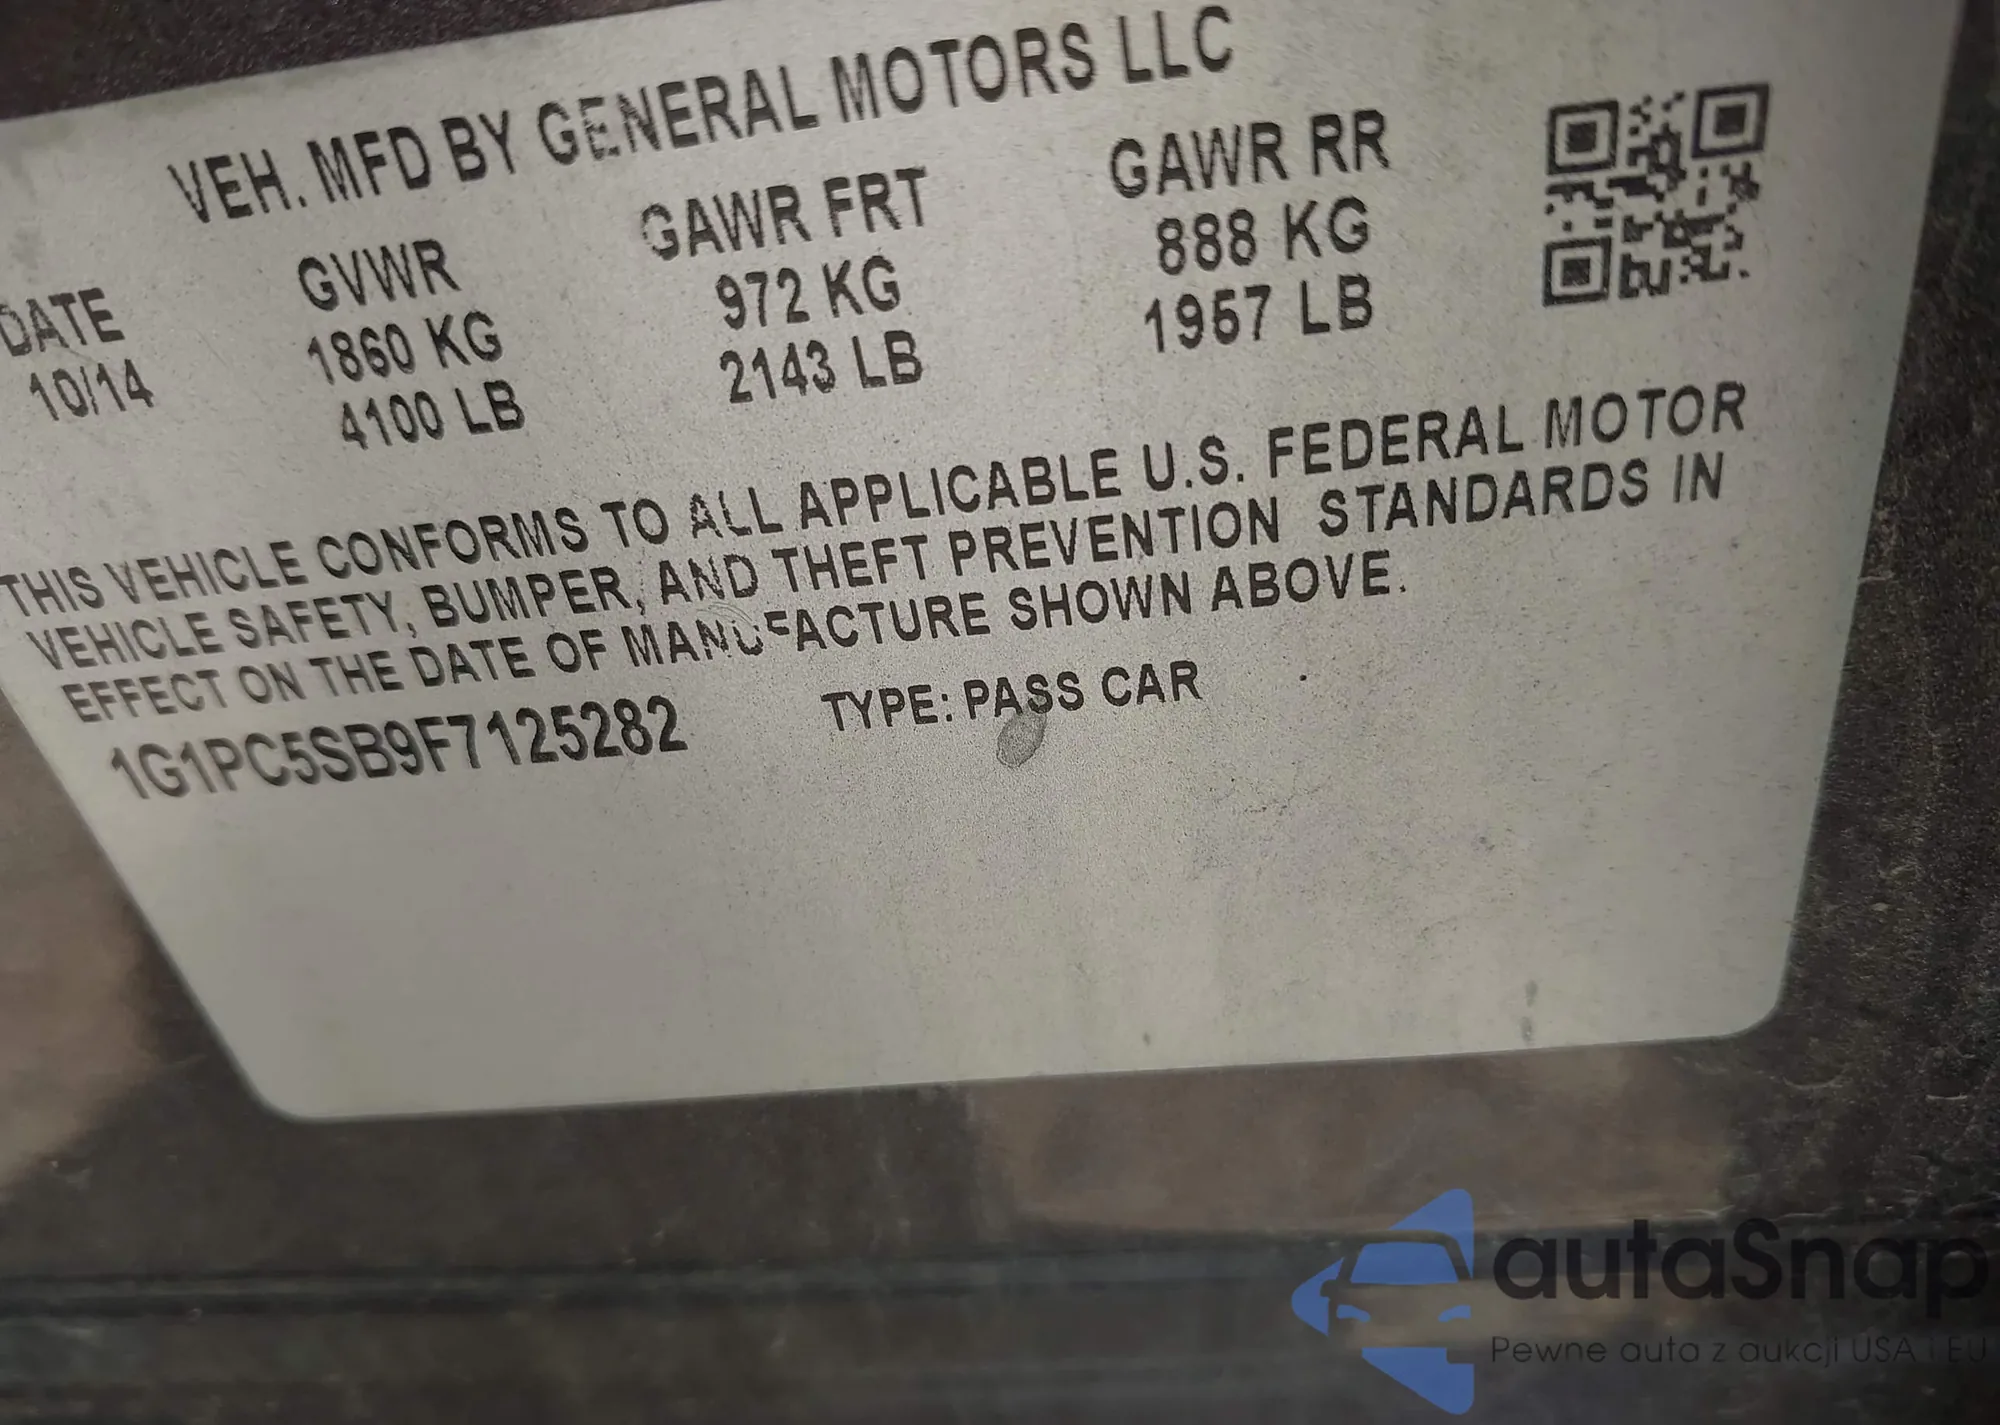 VEH. MFD BY GENERAL MOTORS LLC
DATE GVWR GAWR FRT GAWR RR
10/14 1860 KG 972 KG 888 KG
4100 LB 2143 LB 1957 LB
THIS VEHICLE CONFORMS TO ALL APPLICABLE U.S. FEDERAL MOTOR
VEHICLE SAFETY, BUMPER, AND THEFT PREVENTION STANDARDS IN
EFFECT ON THE DATE OF MANUFACTURE SHOWN ABOVE.
1G1PC5SB9F7125282 TYPE: PASS CAR
autaSnap
Pewne auta z aukcji USA i EU